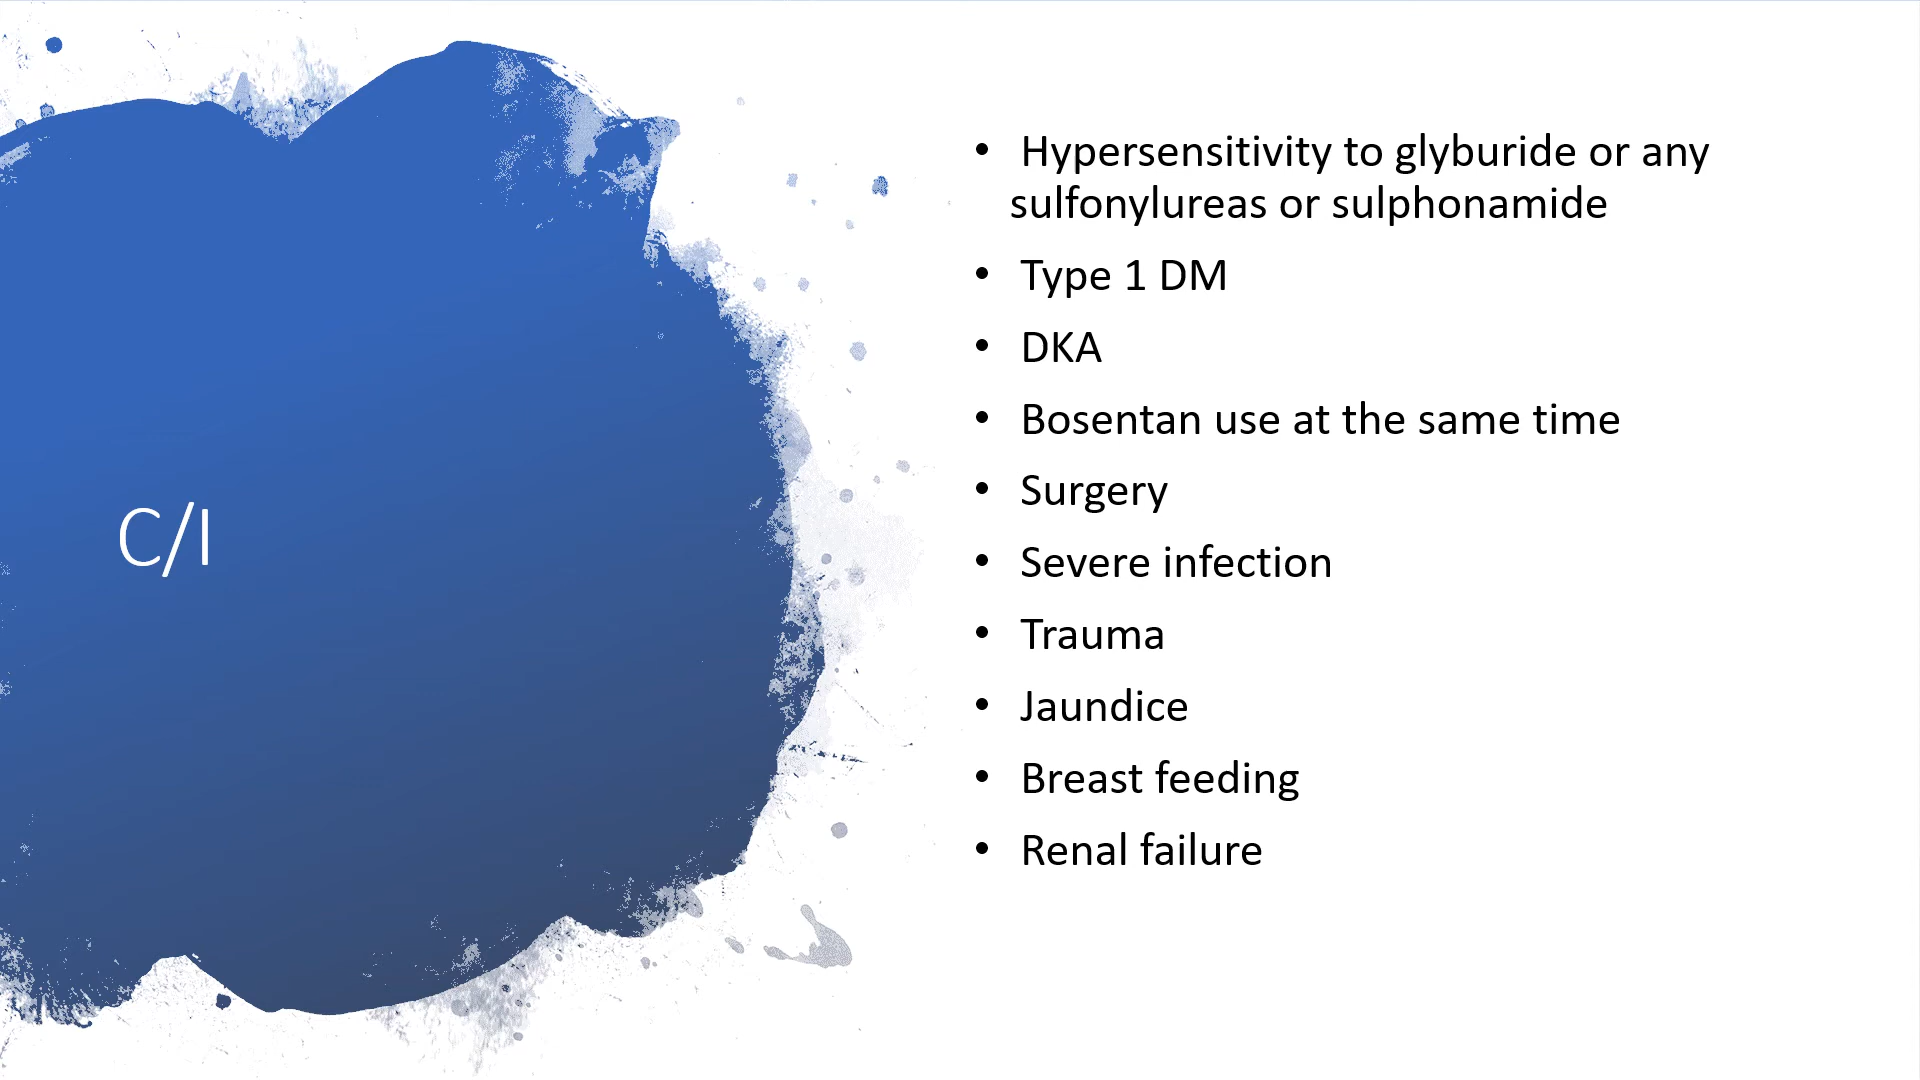 C/I
• Hypersensitivity to glyburide or any
sulfonylureas or sulphonamide
• Type 1 DM
• DKA
• Bosentan use at the same time
• Surgery
• Severe infection
• Trauma
• Jaundice
• Breast feeding
• Renal failure